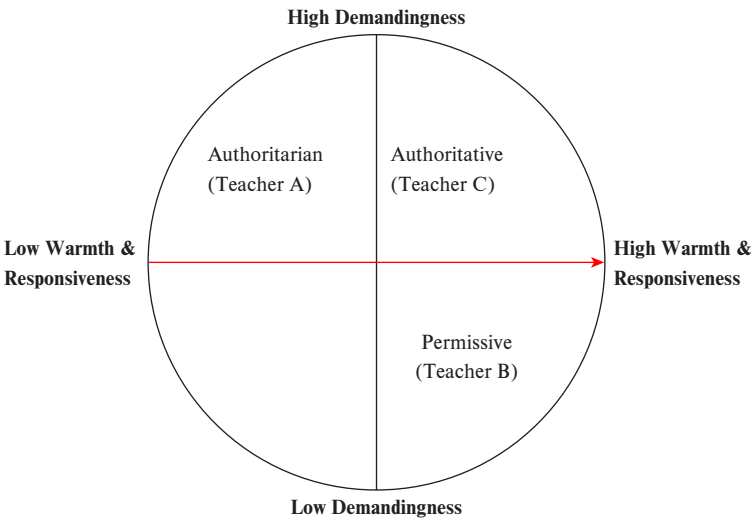 High Demandingness
Authoritarian
(Teacher A)
Authoritative
(Teacher C)
Low Warmth &
Responsiveness
High Warmth &
Responsiveness
Permissive
(Teacher B)
Low Demandingness